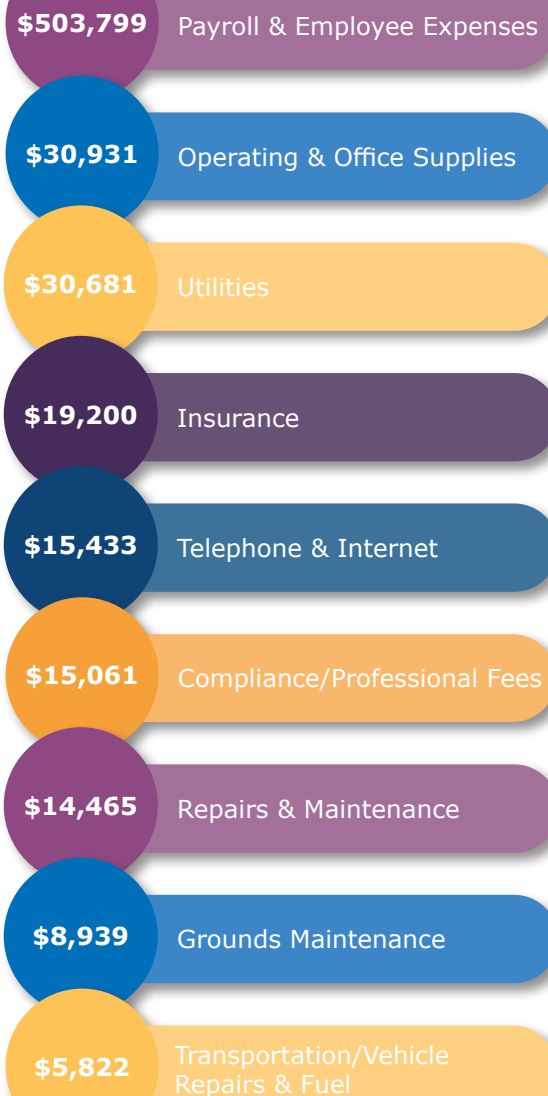 $503,799 Payroll & Employee Expenses
$30,931 Operating & Office Supplies
$30,681 Utilities
$19,200 Insurance
$15,433 Telephone & Internet
$15,061 Compliance/Professional Fees
$14,465 Repairs & Maintenance
$8,939 Grounds Maintenance
$5,822 Transportation/Vehicle
Repairs & Fuel